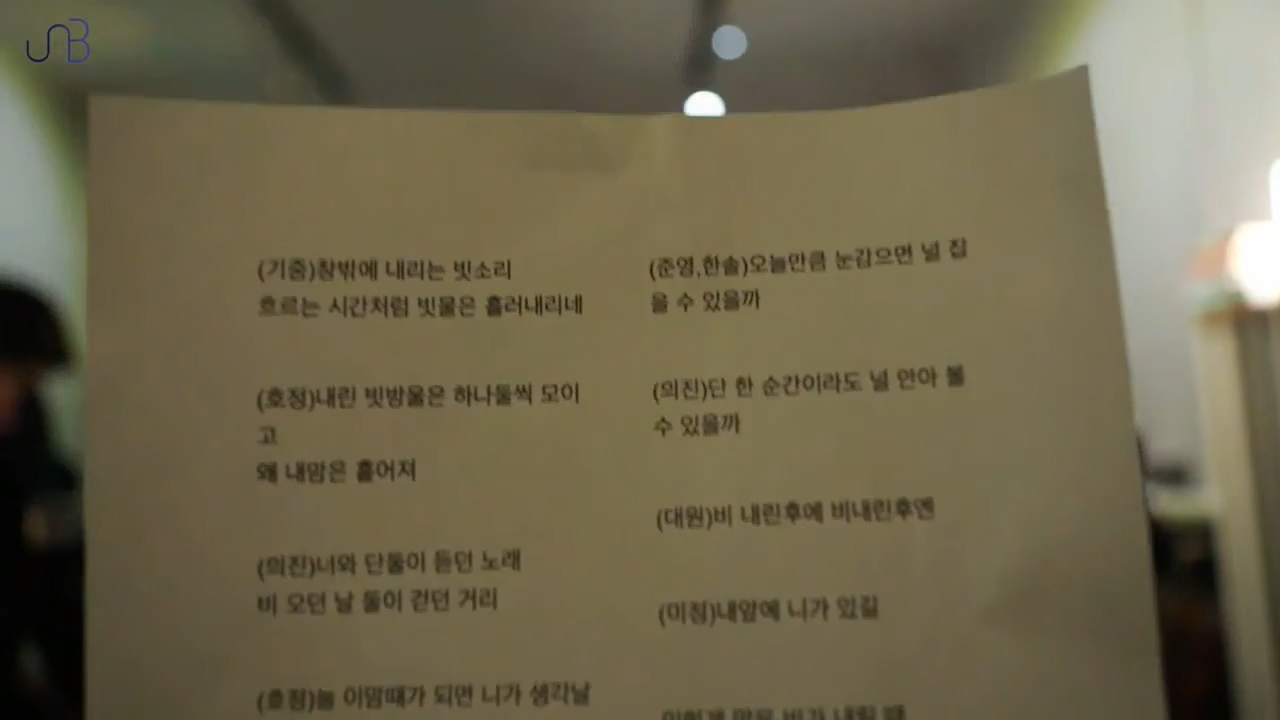 UNB
(기중)창밖에 내리는 빗소리
흐르는 시간처럼 빗물은 흘러내리네
(호정)내린 빗방울은 하나둘씩 모이
고
왜 내맘은 흩어져
(의진)너와 단둘이 듣던 노래
비 오던 날 둘이 걷던 거리
(호정)늘 이맘때가 되면 니가 생각날
(준영,한솔)오늘만큼 눈감으면 널 잡
을 수 있을까
(의진)단 한 순간이라도 널 안아 볼
수 있을까
(대원)비 내린후에 비내린후엔
(미정)내앞에 니가 있길
비가 내릴 때